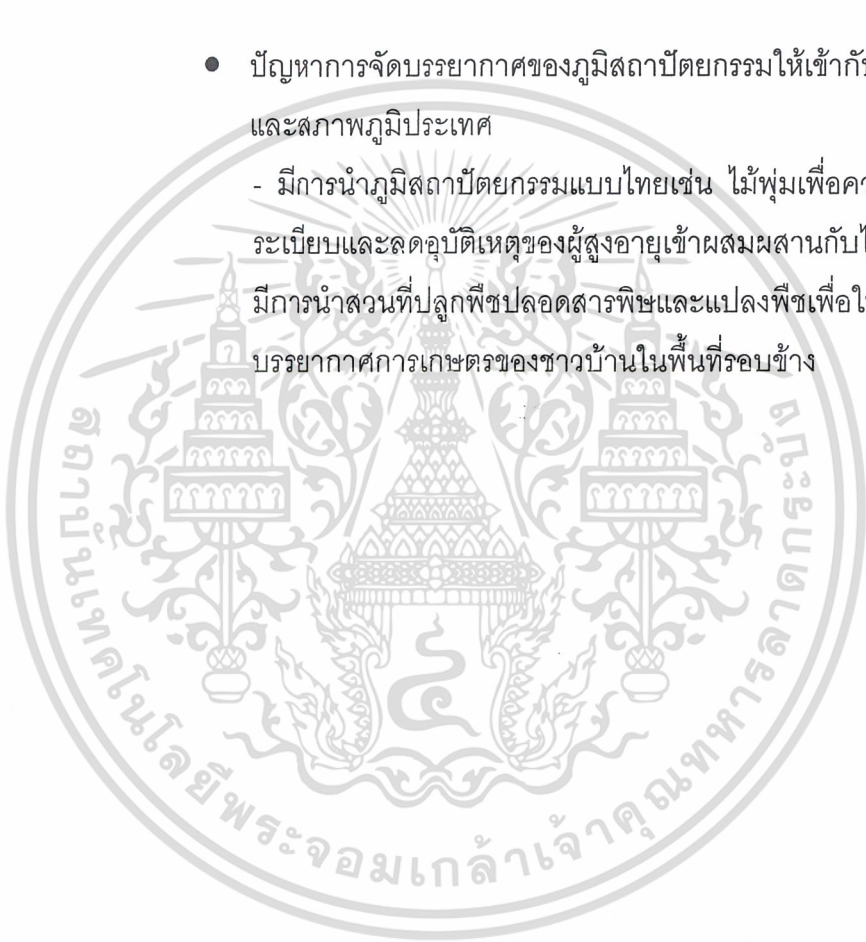 ● ปัญหาการจัดบรรยากาศของภูมิสถาปัตยกรรมให้เข้ากับ
และสภาพภูมิประเทศ
- มีการนำภูมิสถาปัตยกรรมแบบไทยเช่น ไม้พุ่มเพื่อ
ระเบียบและลดอุบัติเหตุของผู้สูงอายุเข้าผสมผสานกับ
มีการนำสวนที่ปลูกพืชปลอดสารพิษและแปลงพืชเพื่อ
บรรยากาศการเกษตรของชาวบ้านในพื้นที่รอบข้าง
สถาบันเทคโนโลยีพระจอมเกล้าเจ้าคุณทหารลาดกระบัง
๔